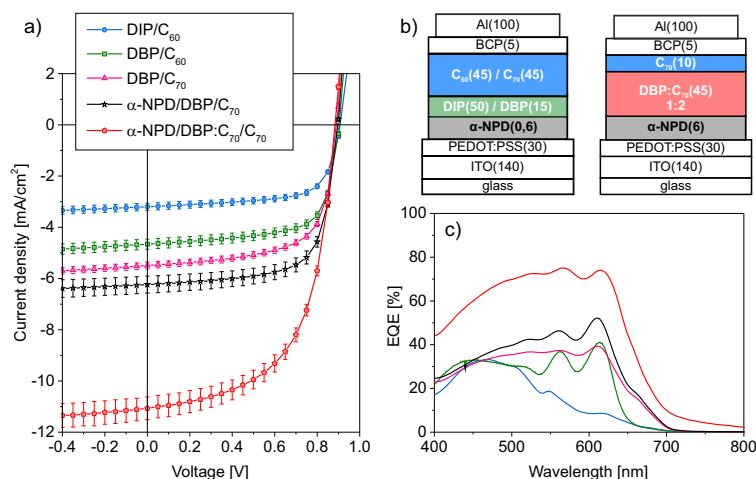 a)
DIP/C60
DBP/C60
DBP/C70
α-NPD/DBP/C70
α-NPD/DBP:C70/C70
2
0
-2
-4
-6
-8
-10
-12
-0.4 -0.2 0.0 0.2 0.4 0.6 0.8 1.0
Current density [mA/cm²]
Voltage [V]
b)
Al(100)
BCP(5)
C60(45) / C70(45)
DIP(50) / DBP(15)
α-NPD(0,6)
PEDOT:PSS(30)
ITO(140)
glass
Al(100)
BCP(5)
C70(10)
DBP:C70(45)
1:2
α-NPD(6)
PEDOT:PSS(30)
ITO(140)
glass
c)
100
80
60
40
20
0
400 500 600 700 800
EQE [%]
Wavelength [nm]